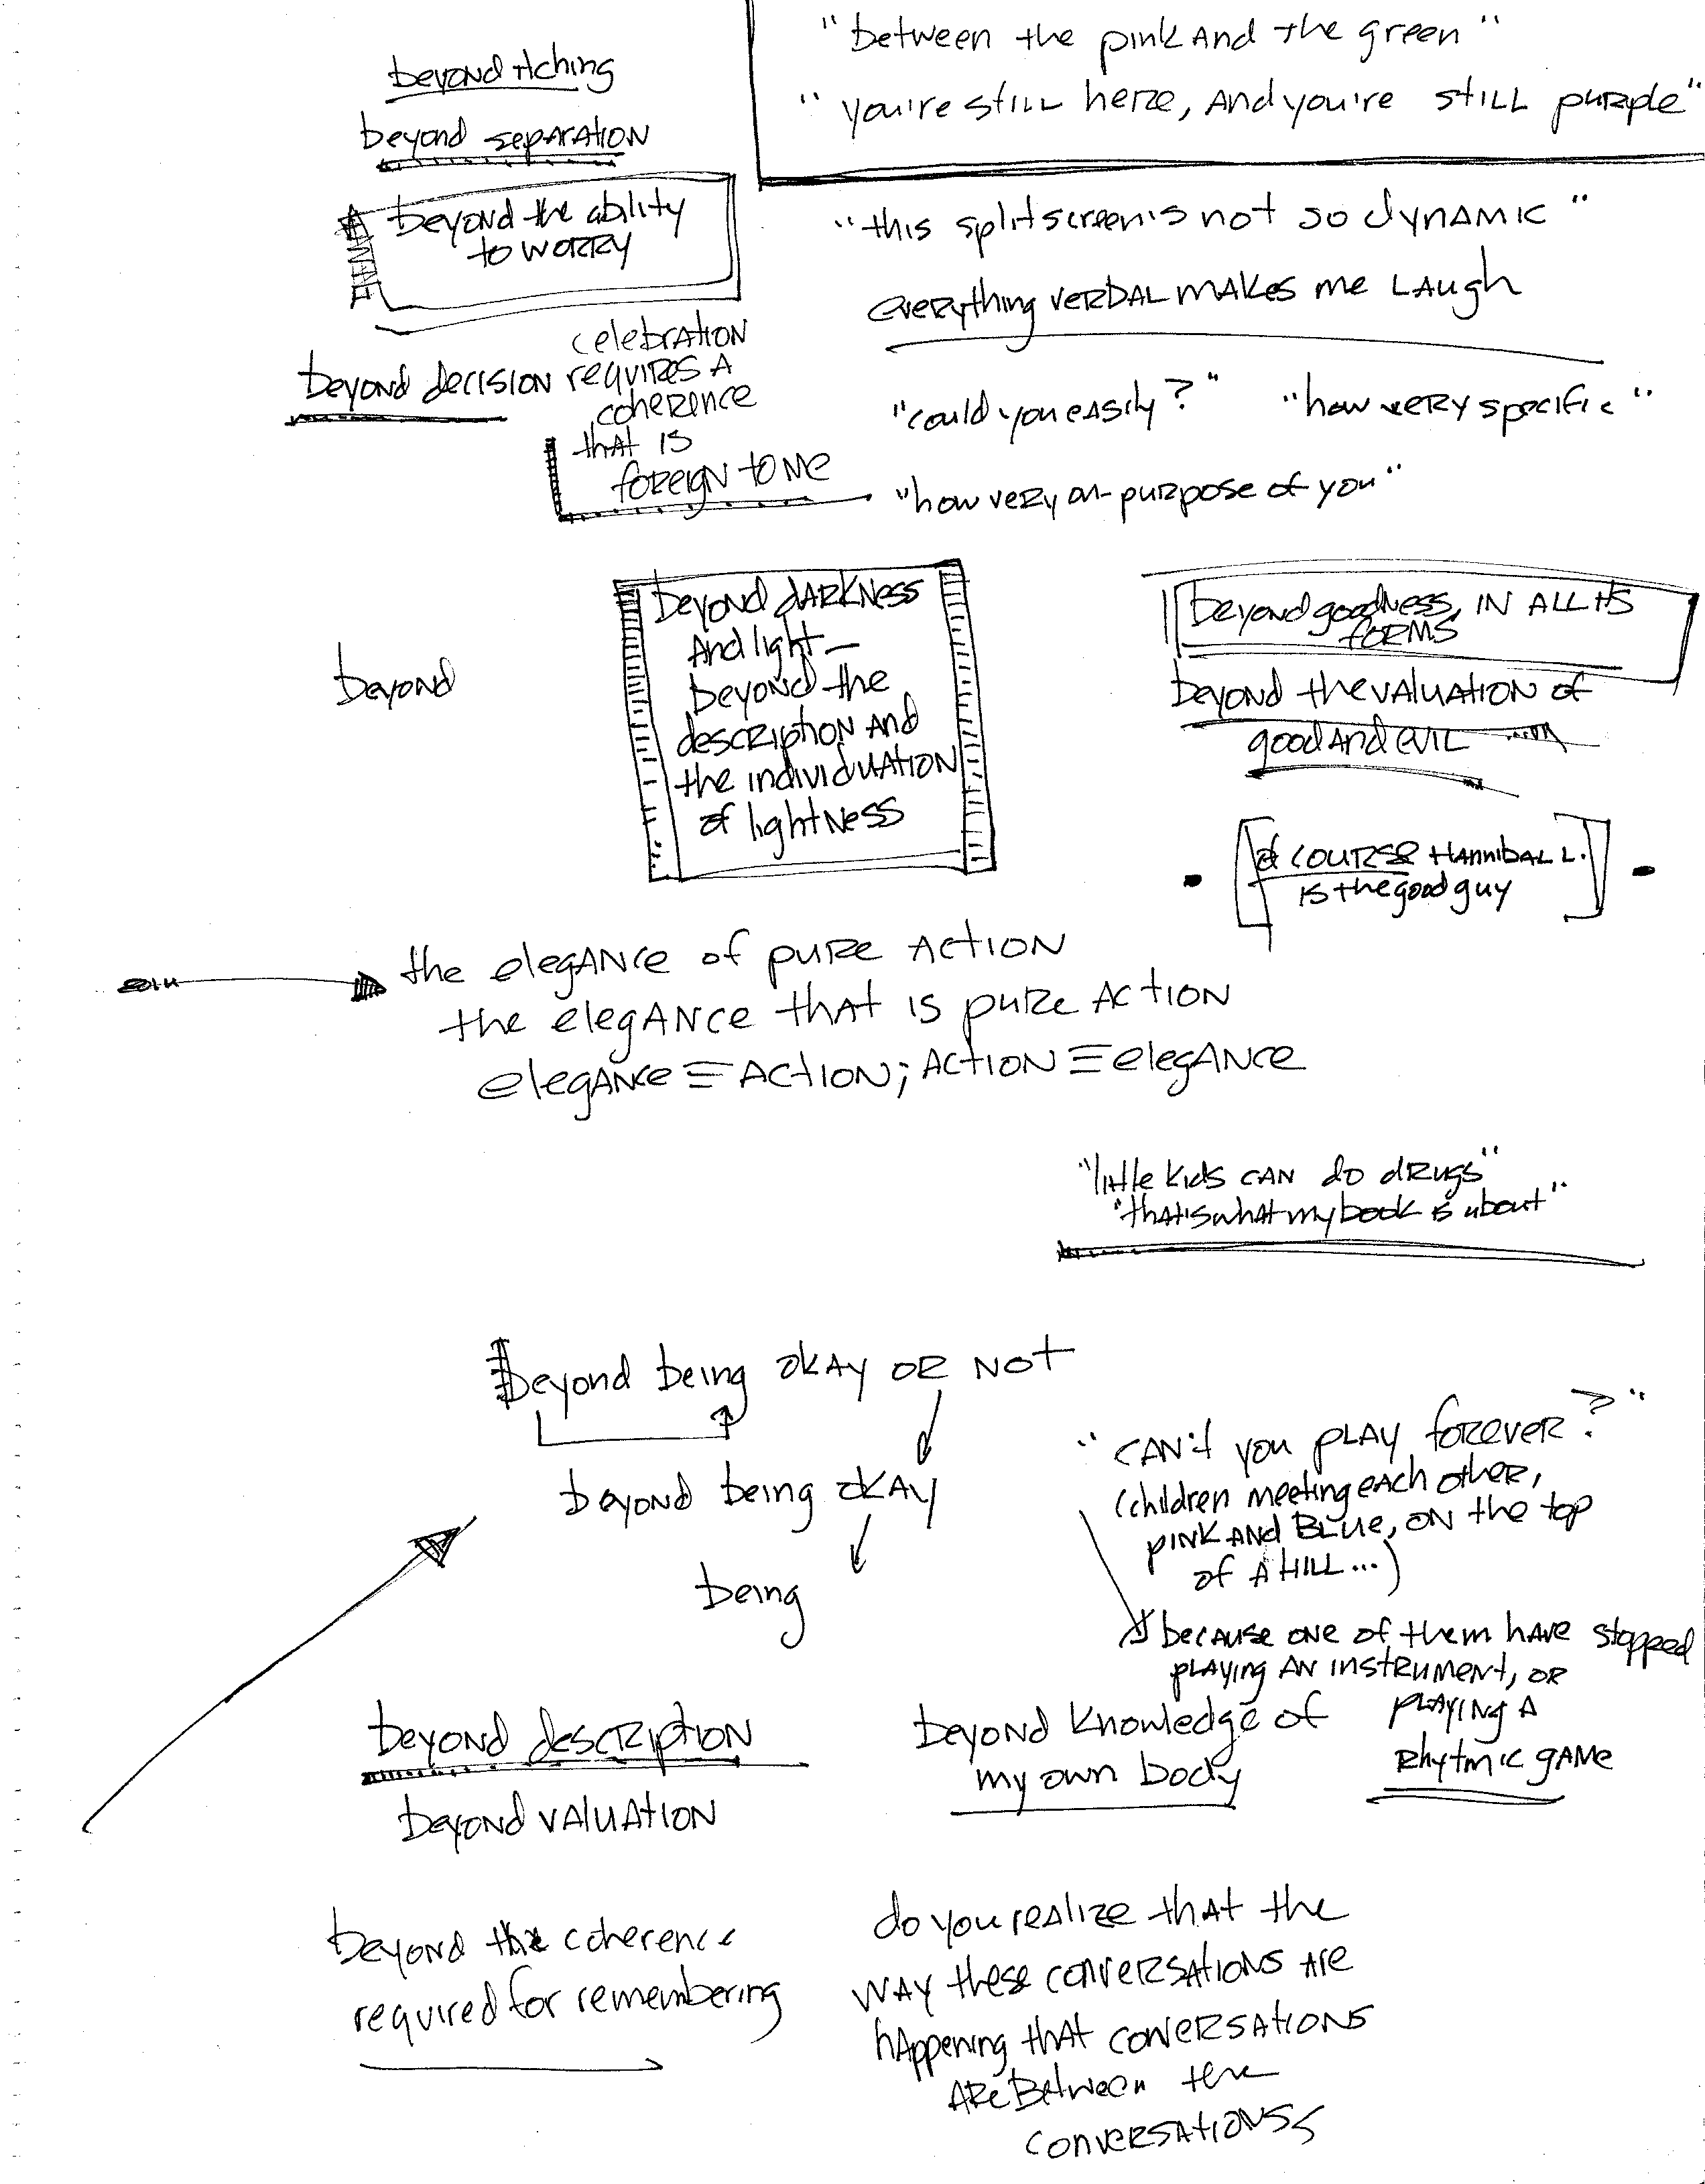 "between the pink and the green"
"you're still here, and you're still purple"
beyond itching
beyond separation
beyond the ability
to worry
"this splitscreen's not so dynamic"
everything verbal makes me laugh
celebration
requires a
coherence
that is
foreign to me
beyond decision
"could you easily?" "how very specific"
"how very on-purpose of you"
beyond
beyond darkness
and light—
beyond the
description and
the individuation
of lightness
beyond goodness, in all its
forms
beyond the valuation of
good and evil
[of course Hannibal L.
is the good guy]
the elegance of pure action
the elegance that is pure action
elegance ≡ action; action ≡ elegance
"little kids can do drugs"
"that's what my book is about"
beyond being okay or not
beyond being okay
being
"can't you play forever?"
(children meeting each other,
pink and blue, on the top
of a hill...)
because one of them have stopped
playing an instrument, or
playing a
rhytmic game
beyond description
beyond valuation
beyond knowledge of
my own body
beyond the coherence
required for remembering
do you realize that the
way these conversations are
happening that conversations
are between the
conversations